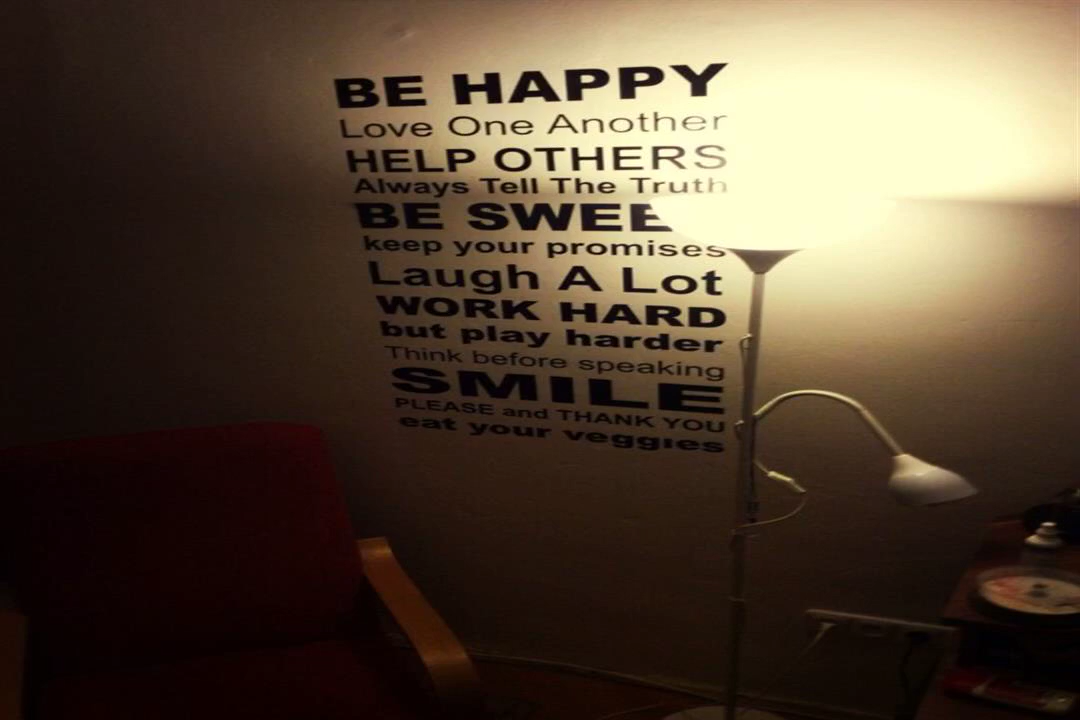 BE HAPPY
Love One Another
HELP OTHERS
Always Tell The Truth
BE SWEE
keep your promises
Laugh A Lot
WORK HARD
but play harder
Think before speaking
SMILE
PLEASE and THANK YOU
eat your veggies